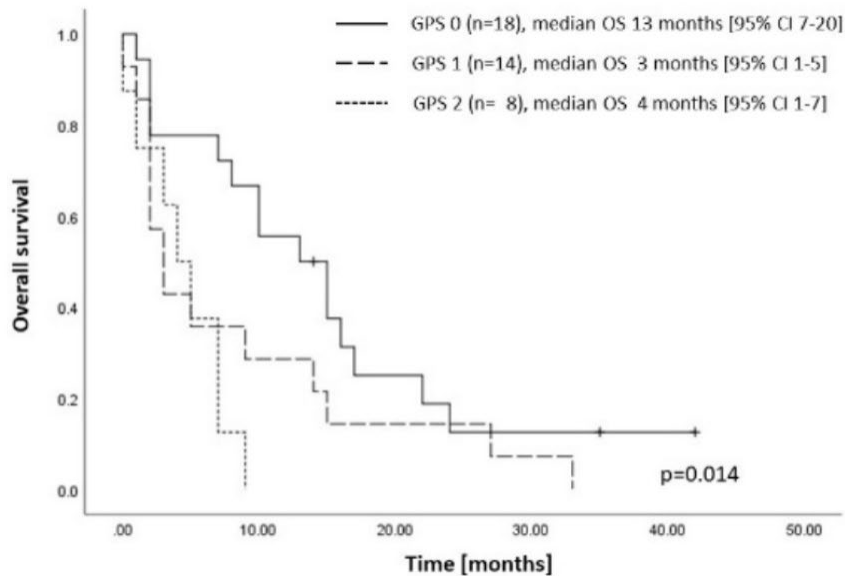 GPS 0 (n=18), median OS 13 months [95% CI 7-20]
GPS 1 (n=14), median OS 3 months [95% CI 1-5]
GPS 2 (n= 8), median OS 4 months [95% CI 1-7]
Overall survival
1.0
0.8
0.6
0.4
0.2
0.0
p=0.014
.00 10.00 20.00 30.00 40.00 50.00
Time [months]